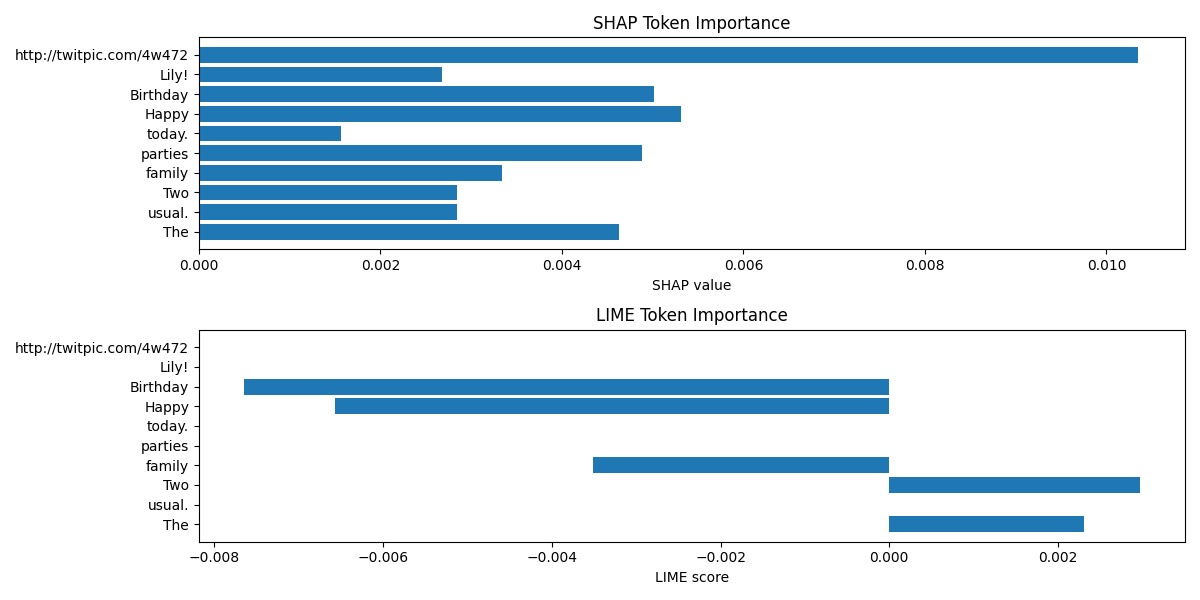 SHAP Token Importance
http://twitpic.com/4w472
Lily!
Birthday
Happy
today.
parties
family
Two
usual.
The
0.000 0.002 0.004 0.006 0.008 0.010
SHAP value
LIME Token Importance
http://twitpic.com/4w472
Lily!
Birthday
Happy
today.
parties
family
Two
usual.
The
−0.008 −0.006 −0.004 −0.002 0.000 0.002
LIME score